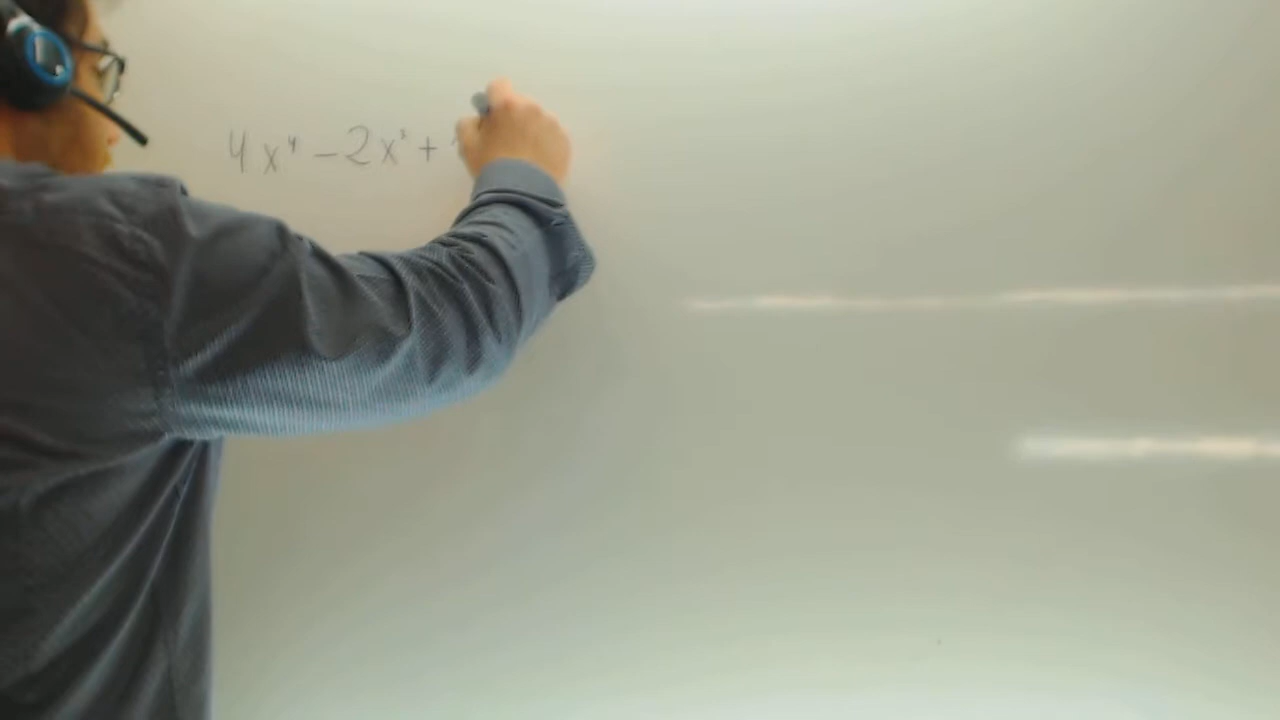 4x⁴ - 2x³ +